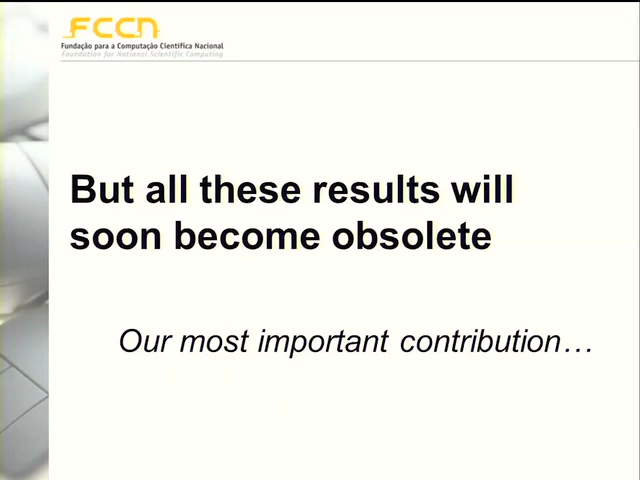 FCCN
Fundação para a Computação Científica Nacional
Foundation for National Scientific Computing
But all these results will
soon become obsolete
Our most important contribution…